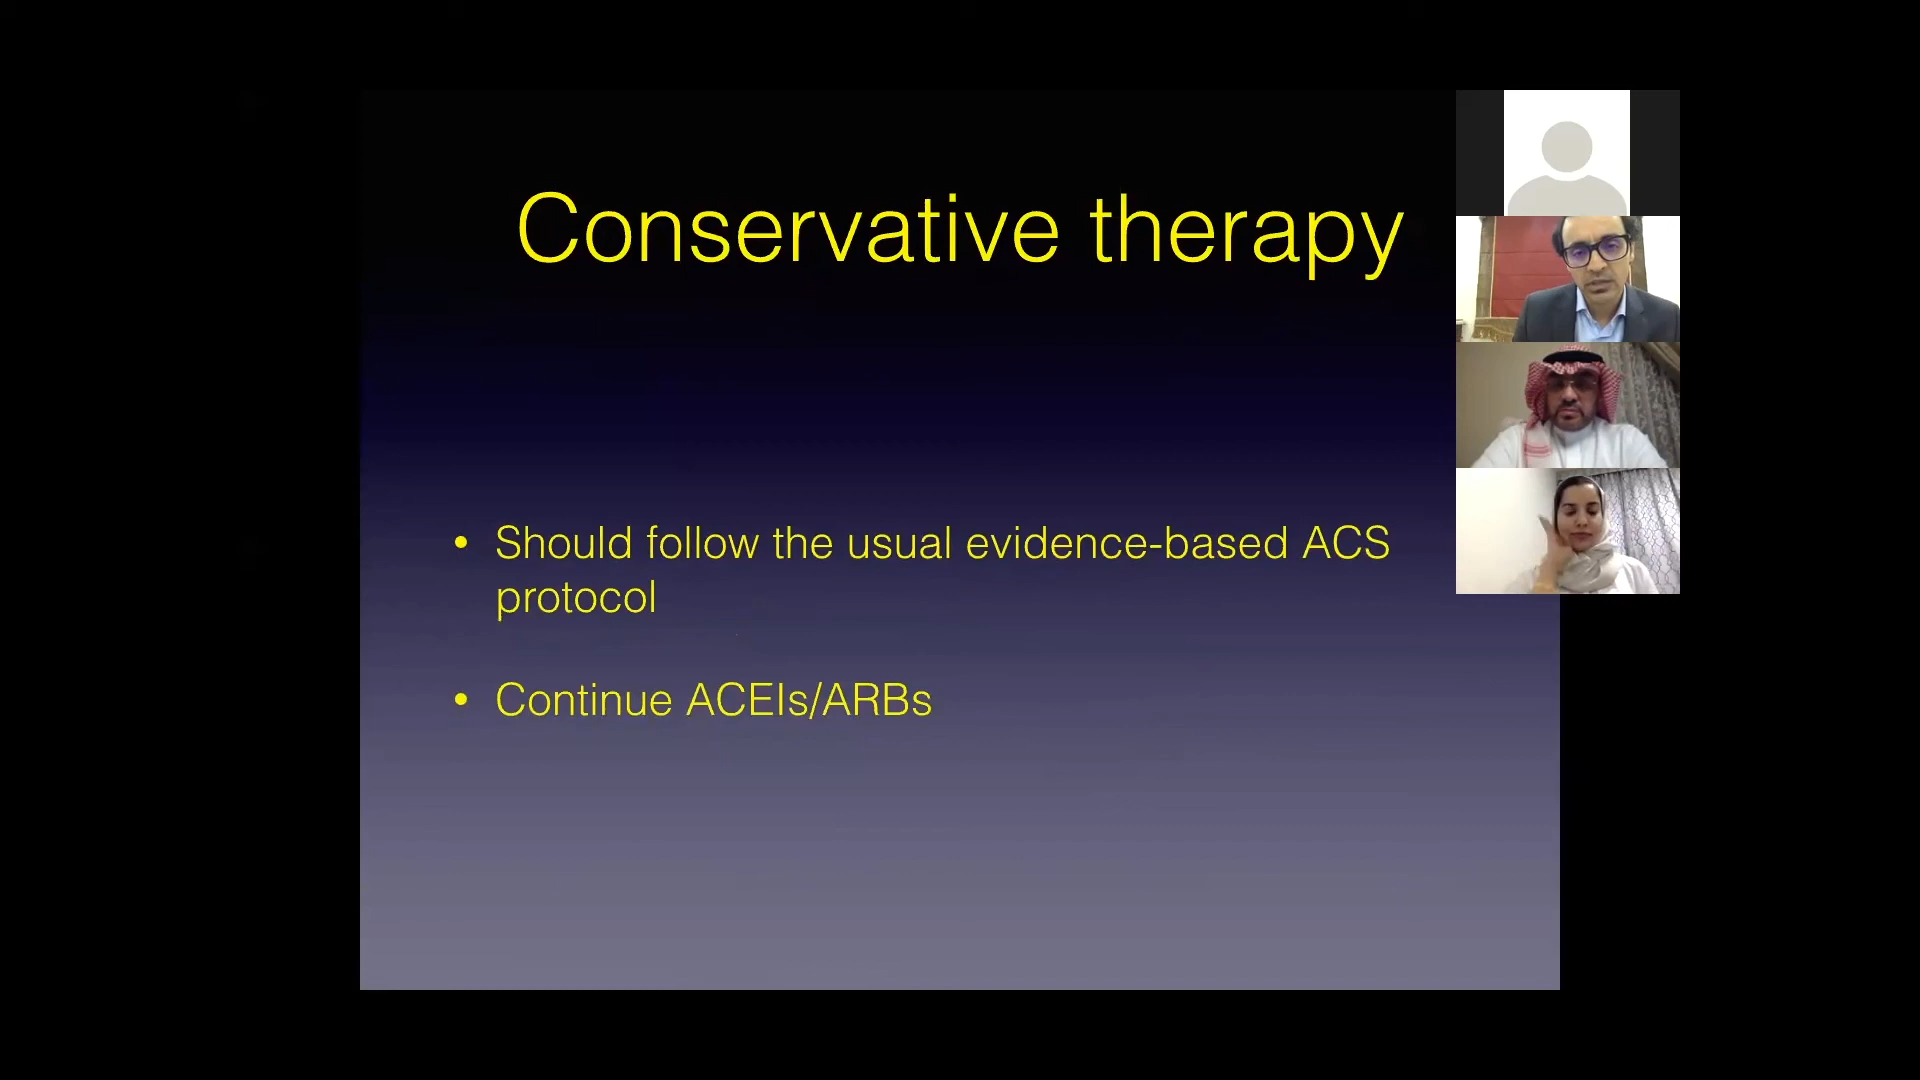 Conservative therapy
• Should follow the usual evidence-based ACS
protocol
• Continue ACEIs/ARBs